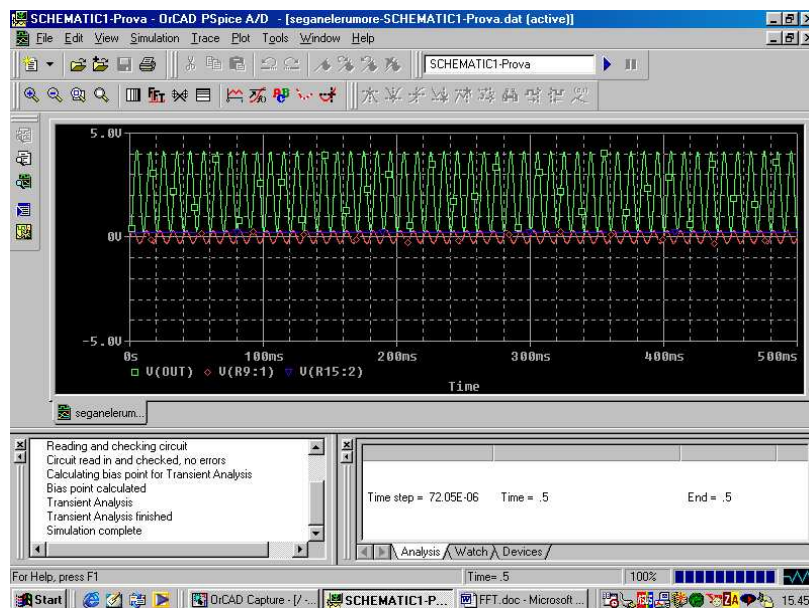 SCHEMATIC1-Prova - OrCAD PSpice A/D - [seganelerumore-SCHEMATIC1-Prova.dat (active)]
File Edit View Simulation Trace Plot Tools Window Help
SCHEMATIC1-Prova
5.0V
0V
-5.0V
0s 100ms 200ms 300ms 400ms 500ms
V(OUT) V(R9:1) V(R15:2)
Time
seganelerum...
Reading and checking circuit
Circuit read in and checked, no errors
Calculating bias point for Transient Analysis
Bias point calculated
Transient Analysis
Transient Analysis finished
Simulation complete
Time step = 72.05E-06 Time = .5 End = .5
Analysis Watch Devices
For Help, press F1 Time= .5 100%
Start OrCAD Capture - [/ -... SCHEMATIC1-P... FFT.doc - Microsoft ...